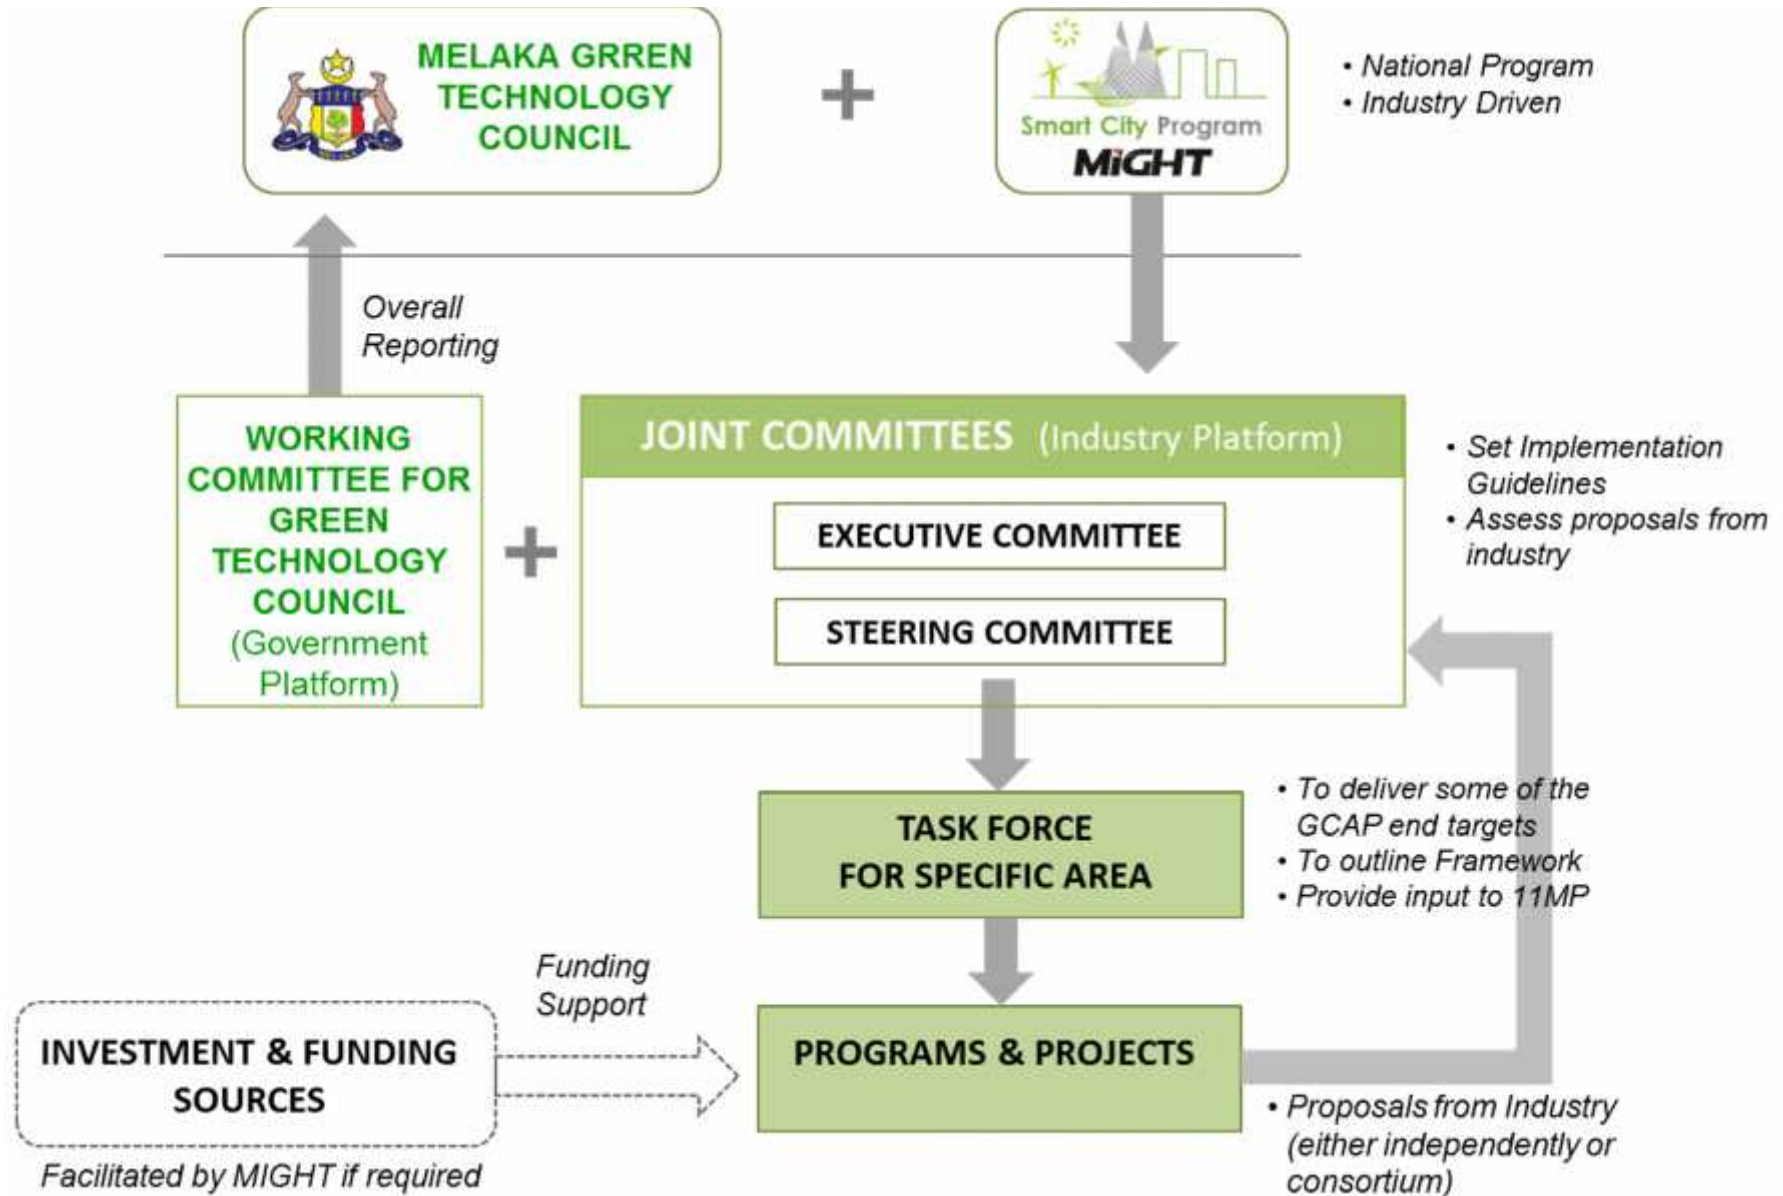 MELAKA GRREN
TECHNOLOGY
COUNCIL
+
Smart City Program
MiGHT
• National Program
• Industry Driven
Overall
Reporting
WORKING
COMMITTEE FOR
GREEN
TECHNOLOGY
COUNCIL
(Government
Platform)
+
JOINT COMMITTEES (Industry Platform)
EXECUTIVE COMMITTEE
STEERING COMMITTEE
• Set Implementation
Guidelines
• Assess proposals from
industry
TASK FORCE
FOR SPECIFIC AREA
• To deliver some of the
GCAP end targets
• To outline Framework
• Provide input to 11MP
Funding
Support
INVESTMENT & FUNDING
SOURCES
Facilitated by MIGHT if required
PROGRAMS & PROJECTS
• Proposals from Industry
(either independently or
consortium)